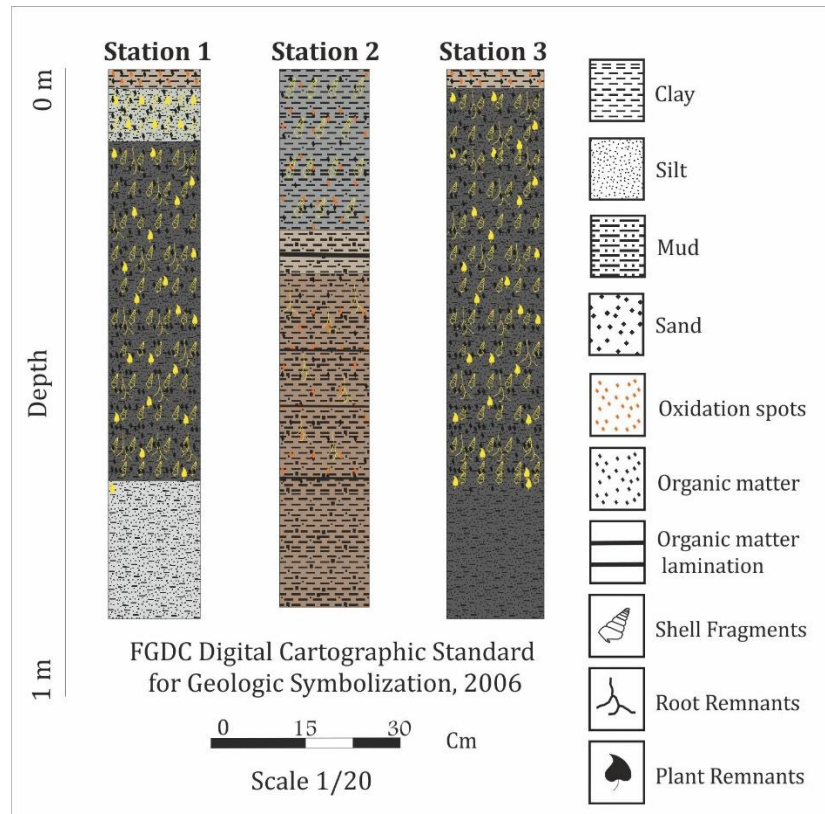 Station 1
Station 2
Station 3
0 m
Depth
1 m
Clay
Silt
Mud
Sand
Oxidation spots
Organic matter
Organic matter
lamination
Shell Fragments
Root Remnants
Plant Remnants
FGDC Digital Cartographic Standard
for Geologic Symbolization, 2006
0 15 30
Cm
Scale 1/20